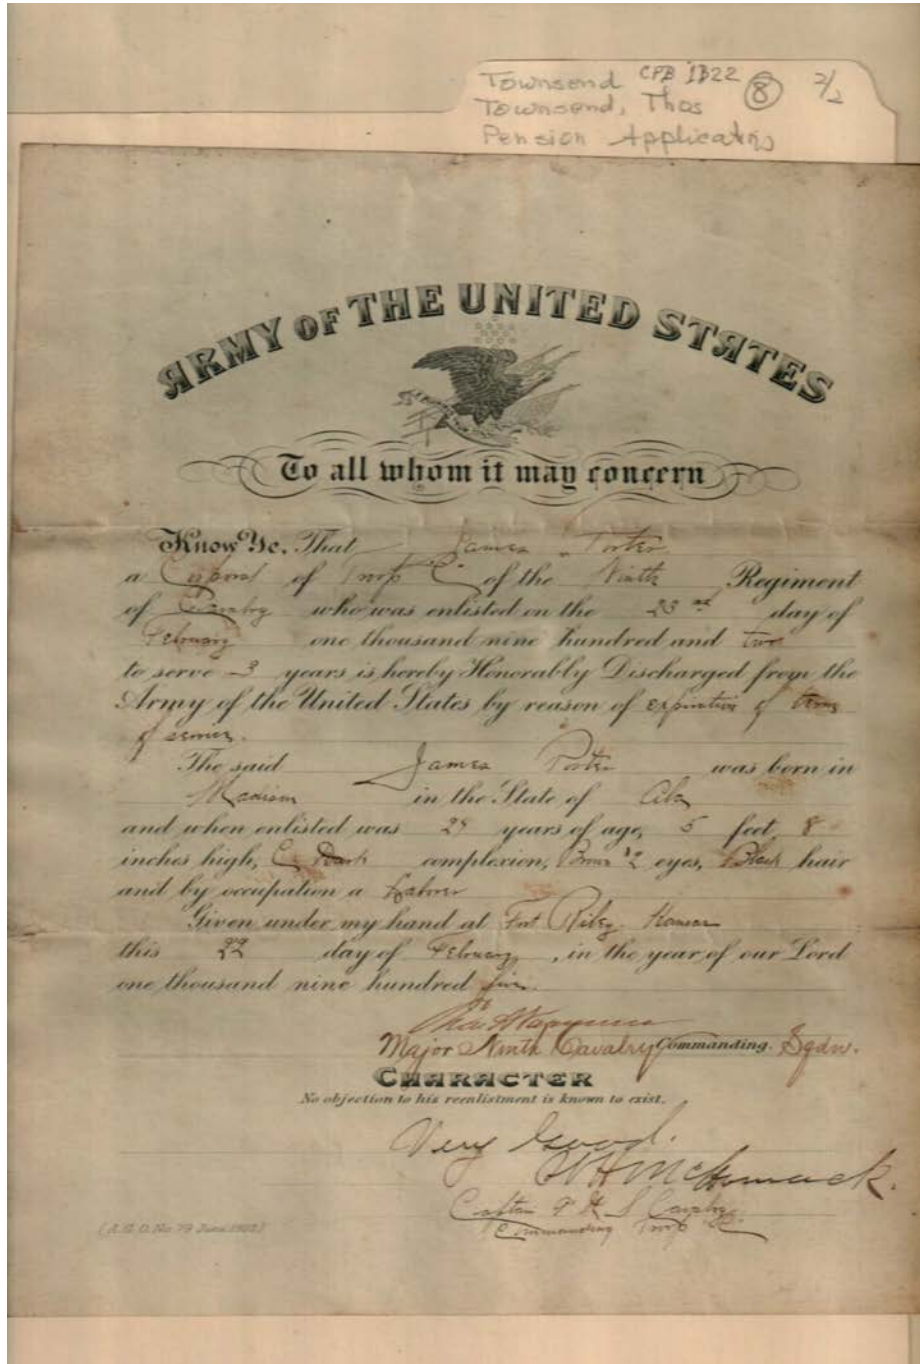 Townsend CPB 1322 ⑧ 2/2
Townsend, Thos
Pension Applications
ARMY OF THE UNITED STATES
To all whom it may concern
Know Ye, That James Porter
a Corporal of Troop "C" of the Ninth Regiment
of Cavalry who was enlisted on the 23rd day of
February one thousand nine hundred and two
to serve 3 years is hereby Honorably Discharged from the
Army of the United States by reason of expiration of term
of service.
The said James Porter was born in
Madison in the State of Ala
and when enlisted was years of age, 5 feet 8
inches high, Dark complexion, Brown #2 eyes, Black hair
and by occupation a Laborer
Given under my hand at Fort Riley Kansas
this 22 day of February, in the year of our Lord
one thousand nine hundred five.
Major Ninth Cavalry Commanding. Sqdn.
CHARACTER
No objection to his reenlistment is known to exist.
Very Good.
McCormack.
Captain 9th U S Cavalry
Commanding Troop "C"
(A.G.O. No. 79 June 1902)